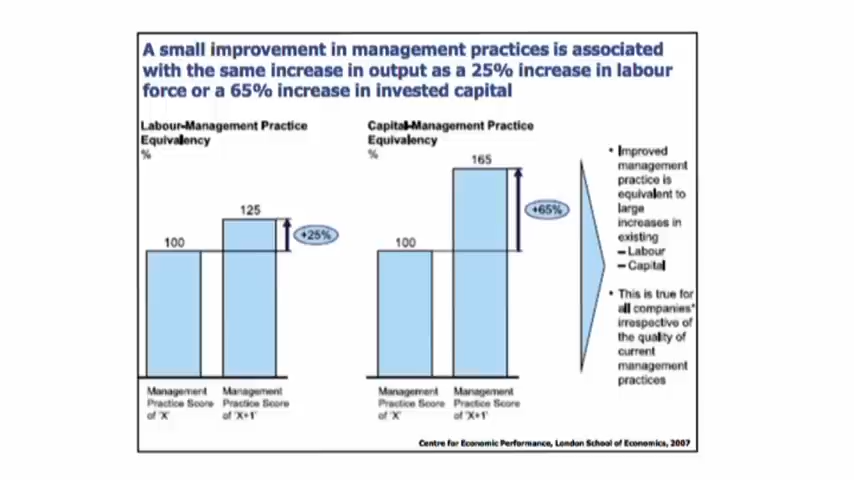 A small improvement in management practices is associated
with the same increase in output as a 25% increase in labour
force or a 65% increase in invested capital
Labour-Management Practice
Equivalency
%
100
125
+25%
Management
Practice Score
of 'X'
Management
Practice Score
of 'X+1'
Capital-Management Practice
Equivalency
%
100
165
+65%
Management
Practice Score
of 'X'
Management
Practice Score
of 'X+1'
• Improved
management
practice is
equivalent to
large
increases in
existing
– Labour
– Capital
• This is true for
all companies*
irrespective of
the quality of
current
management
practices
Centre for Economic Performance, London School of Economics, 2007